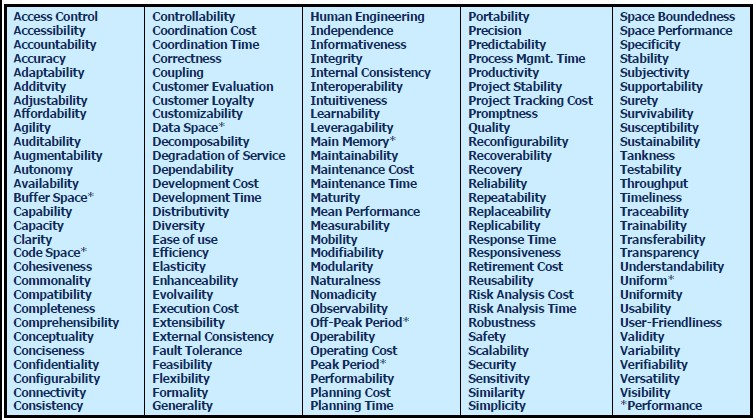 Access Control
Accessibility
Accountability
Accuracy
Adaptability
Additvity
Adjustability
Affordability
Agility
Auditability
Augmentability
Autonomy
Availability
Buffer Space*
Capability
Capacity
Clarity
Code Space*
Cohesiveness
Commonality
Compatibility
Completeness
Comprehensibility
Conceptuality
Conciseness
Confidentiality
Configurability
Connectivity
Consistency
Controllability
Coordination Cost
Coordination Time
Correctness
Coupling
Customer Evaluation
Customer Loyalty
Customizability
Data Space*
Decomposability
Degradation of Service
Dependability
Development Cost
Development Time
Distributivity
Diversity
Ease of use
Efficiency
Elasticity
Enhanceability
Evolvaility
Execution Cost
Extensibility
External Consistency
Fault Tolerance
Feasibility
Flexibility
Formality
Generality
Human Engineering
Independence
Informativeness
Integrity
Internal Consistency
Interoperability
Intuitiveness
Learnability
Leveragability
Main Memory*
Maintainability
Maintenance Cost
Maintenance Time
Maturity
Mean Performance
Measurability
Mobility
Modifiability
Modularity
Naturalness
Nomadicity
Observability
Off-Peak Period*
Operability
Operating Cost
Peak Period*
Performability
Planning Cost
Planning Time
Portability
Precision
Predictability
Process Mgmt. Time
Productivity
Project Stability
Project Tracking Cost
Promptness
Quality
Reconfigurability
Recoverability
Recovery
Reliability
Repeatability
Replaceability
Replicability
Response Time
Responsiveness
Retirement Cost
Reusability
Risk Analysis Cost
Risk Analysis Time
Robustness
Safety
Scalability
Security
Sensitivity
Similarity
Simplicity
Space Boundedness
Space Performance
Specificity
Stability
Subjectivity
Supportability
Surety
Survivability
Susceptibility
Sustainability
Tankness
Testability
Throughput
Timeliness
Traceability
Trainability
Transferability
Transparency
Understandability
Uniform*
Uniformity
Usability
User-Friendliness
Validity
Variability
Verifiability
Versatility
Visibility
*Performance